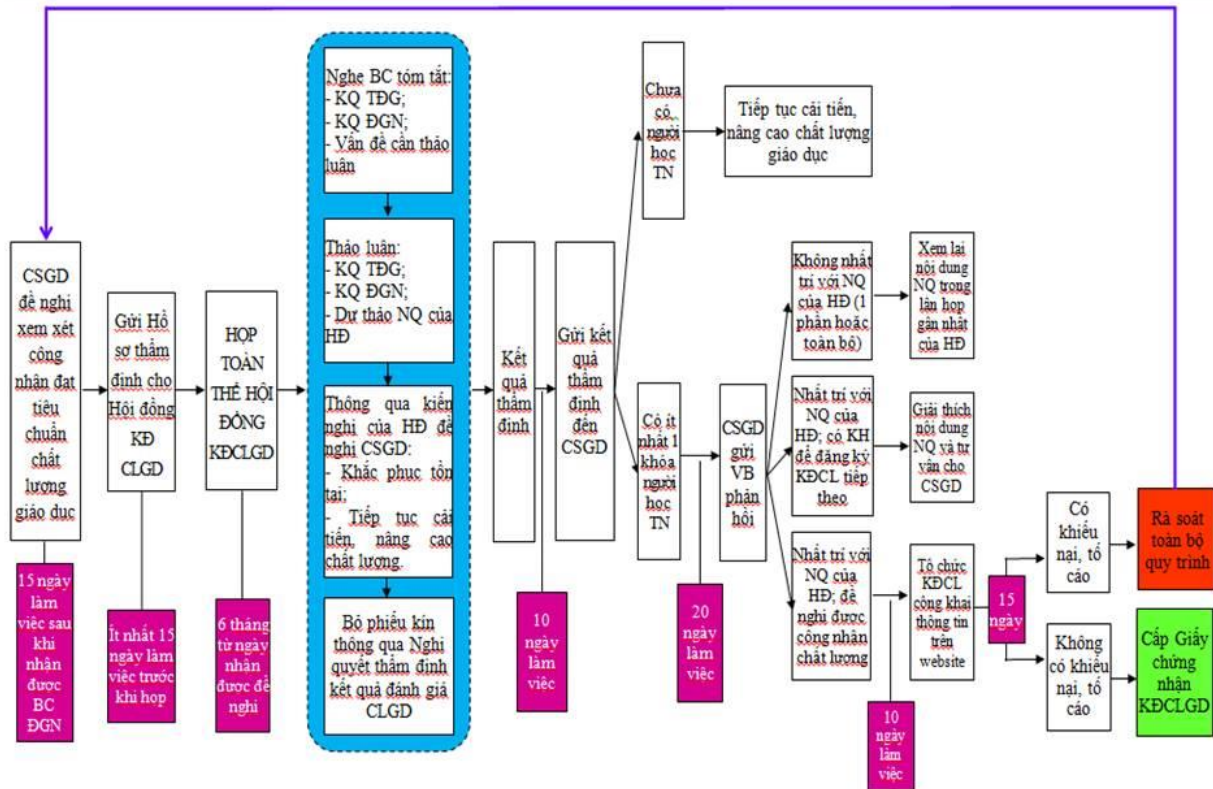 CSGD
đề nghị
xem xét
công
nhận đạt
tiêu
chuẩn
chất
lượng
giáo dục
15 ngày
làm
việc sau
khi
nhận
được
BC
ĐGN
Gửi Hồ
sơ thẩm
định cho
Hội đồng
KĐ
CLGD
Ít nhất 15
ngày làm
việc trước
khi họp
HỌP
TOÀN
THỂ HỘI
ĐỒNG
KĐCLGD
6 tháng
từ ngày
nhận
được đề
nghị
Nghe BC tóm tắt:
- KQ TĐG;
- KQ ĐGN;
- Vấn đề cần thảo
luận
Thảo luận:
- KQ TĐG;
- KQ ĐGN;
- Dự thảo NQ của
HĐ
Thông qua kiến
nghị của HĐ đề
nghị CSGD:
- Khắc phục tồn
tại;
- Tiếp tục cải
tiến, nâng cao
chất lượng.
Bỏ phiếu kín
thông qua Nghị
quyết thẩm định
kết quả đánh giá
CLGD
Kết
quả
thẩm
định
10
ngày
làm
việc
Gửi kết
quả
thẩm
định đến
CSGD
Chưa
có
người
học
TN
Tiếp tục cải tiến,
nâng cao chất lượng
giáo dục
Có ít
nhất 1
khóa
người
học
TN
20
ngày
làm
việc
CSGD
gửi
VB
phản
hồi
Không nhất
trí với NQ
của HĐ (1
phần hoặc
toàn bộ)
Xem lại
nội dung
NQ trong
lần họp
gần nhất
của HĐ
Nhất trí với
NQ của
HĐ; có KH
để đăng ký
KĐCL tiếp
theo
Giải thích
nội dung
NQ và tư
vấn cho
CSGD
Nhất trí với
NQ của
HĐ; đề
nghị được
công nhận
chất lượng
10
ngày
làm
việc
Tổ chức
KĐCL
công khai
thông tin
trên
website
15
ngày
Có
khiếu
nại, tố
cáo
Rà soát
toàn bộ
quy trình
Không
có khiếu
nại, tố
cáo
Cấp Giấy
chứng
nhận
KĐCLGD